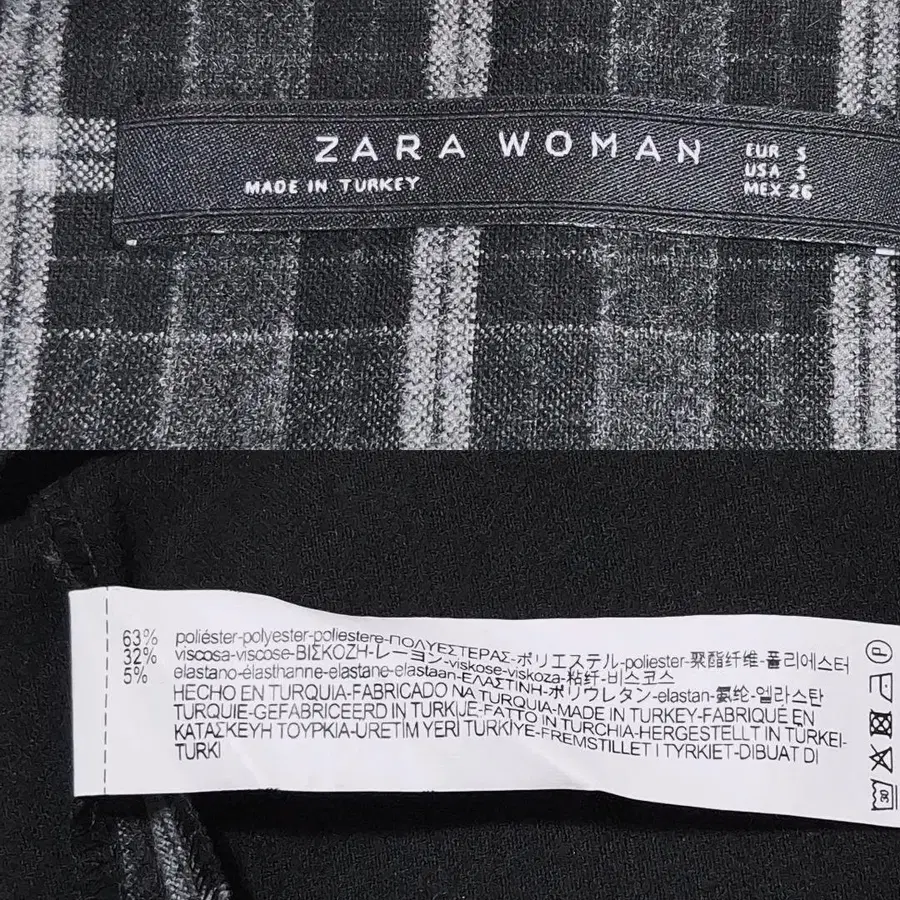 ZARA WOMAN
MADE IN TURKEY
EUR S
USA S
MEX 26
63% poliéster-polyester-poliestere-ΠΟΛΥΕΣΤΕΡΑΣ-ポリエステル-poliester-聚酯纤维-폴리에스터
32% viscosa-viscose-ΒΙΣΚΟΖΗ-レーヨン-viskose-viskoza-粘纤-비스코스
5% elastano-élasthanne-elastane-elastaan-ΕΛΑΣΤΙΝΗ-ポリウレタン-elastan-氨纶-엘라스탄
HECHO EN TURQUIA-FABRICADO NA TURQUIA-MADE IN TURKEY-FABRIQUÉ EN
TURQUIE-GEFABRICEERD IN TURKIJE-FATTO IN TURCHIA-HERGESTELLT IN TÜRKEI-
ΚΑΤΑΣΚΕΥΗ ΤΟΥΡΚΙΑ-URETIM YERI TURKIYE-FREMSTILLET I TYRKIET-DIBUAT DI
TURKI
P
30